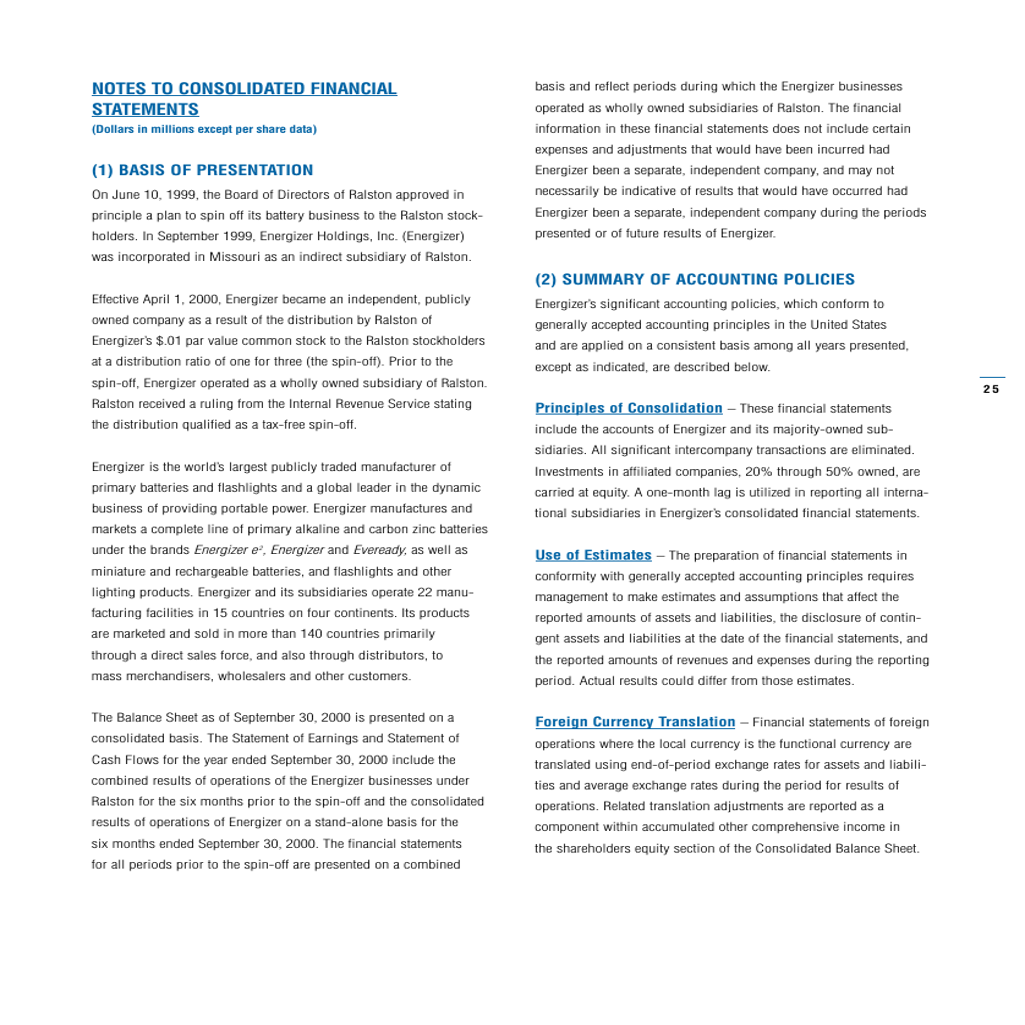 NOTES TO CONSOLIDATED FINANCIAL
STATEMENTS
(Dollars in millions except per share data)
(1) BASIS OF PRESENTATION
On June 10, 1999, the Board of Directors of Ralston approved in
principle a plan to spin off its battery business to the Ralston stock-
holders. In September 1999, Energizer Holdings, Inc. (Energizer)
was incorporated in Missouri as an indirect subsidiary of Ralston.
Effective April 1, 2000, Energizer became an independent, publicly
owned company as a result of the distribution by Ralston of
Energizer's $.01 par value common stock to the Ralston stockholders
at a distribution ratio of one for three (the spin-off). Prior to the
spin-off, Energizer operated as a wholly owned subsidiary of Ralston.
Ralston received a ruling from the Internal Revenue Service stating
the distribution qualified as a tax-free spin-off.
Energizer is the world's largest publicly traded manufacturer of
primary batteries and flashlights and a global leader in the dynamic
business of providing portable power. Energizer manufactures and
markets a complete line of primary alkaline and carbon zinc batteries
under the brands Energizer e², Energizer and Eveready, as well as
miniature and rechargeable batteries, and flashlights and other
lighting products. Energizer and its subsidiaries operate 22 manu-
facturing facilities in 15 countries on four continents. Its products
are marketed and sold in more than 140 countries primarily
through a direct sales force, and also through distributors, to
mass merchandisers, wholesalers and other customers.
The Balance Sheet as of September 30, 2000 is presented on a
consolidated basis. The Statement of Earnings and Statement of
Cash Flows for the year ended September 30, 2000 include the
combined results of operations of the Energizer businesses under
Ralston for the six months prior to the spin-off and the consolidated
results of operations of Energizer on a stand-alone basis for the
six months ended September 30, 2000. The financial statements
for all periods prior to the spin-off are presented on a combined
basis and reflect periods during which the Energizer businesses
operated as wholly owned subsidiaries of Ralston. The financial
information in these financial statements does not include certain
expenses and adjustments that would have been incurred had
Energizer been a separate, independent company, and may not
necessarily be indicative of results that would have occurred had
Energizer been a separate, independent company during the periods
presented or of future results of Energizer.
(2) SUMMARY OF ACCOUNTING POLICIES
Energizer's significant accounting policies, which conform to
generally accepted accounting principles in the United States
and are applied on a consistent basis among all years presented,
except as indicated, are described below.
Principles of Consolidation – These financial statements
include the accounts of Energizer and its majority-owned sub-
sidiaries. All significant intercompany transactions are eliminated.
Investments in affiliated companies, 20% through 50% owned, are
carried at equity. A one-month lag is utilized in reporting all interna-
tional subsidiaries in Energizer's consolidated financial statements.
Use of Estimates – The preparation of financial statements in
conformity with generally accepted accounting principles requires
management to make estimates and assumptions that affect the
reported amounts of assets and liabilities, the disclosure of contin-
gent assets and liabilities at the date of the financial statements, and
the reported amounts of revenues and expenses during the reporting
period. Actual results could differ from those estimates.
Foreign Currency Translation – Financial statements of foreign
operations where the local currency is the functional currency are
translated using end-of-period exchange rates for assets and liabili-
ties and average exchange rates during the period for results of
operations. Related translation adjustments are reported as a
component within accumulated other comprehensive income in
the shareholders equity section of the Consolidated Balance Sheet.
25